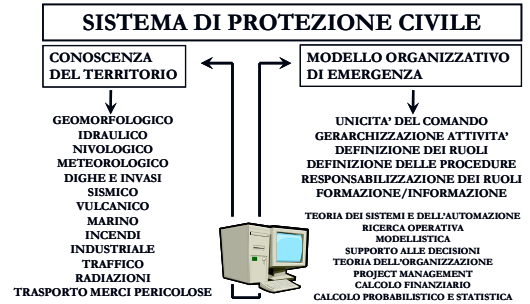 SISTEMA DI PROTEZIONE CIVILE
CONOSCENZA
DEL TERRITORIO
GEOMORFOLOGICO
IDRAULICO
NIVOLOGICO
METEOROLOGICO
DIGHE E INVASI
SISMICO
VULCANICO
MARINO
INCENDI
INDUSTRIALE
TRAFFICO
RADIAZIONI
TRASPORTO MERCI PERICOLOSE
MODELLO ORGANIZZATIVO
DI EMERGENZA
UNICITA' DEL COMANDO
GERARCHIZZAZIONE ATTIVITA'
DEFINIZIONE DEI RUOLI
DEFINIZIONE DELLE PROCEDURE
RESPONSABILIZZAZIONE DEI RUOLI
FORMAZIONE/INFORMAZIONE
TEORIA DEI SISTEMI E DELL'AUTOMAZIONE
RICERCA OPERATIVA
MODELLISTICA
SUPPORTO ALLE DECISIONI
TEORIA DELL'ORGANIZZAZIONE
PROJECT MANAGEMENT
CALCOLO FINANZIARIO
CALCOLO PROBABILISTICO E STATISTICA